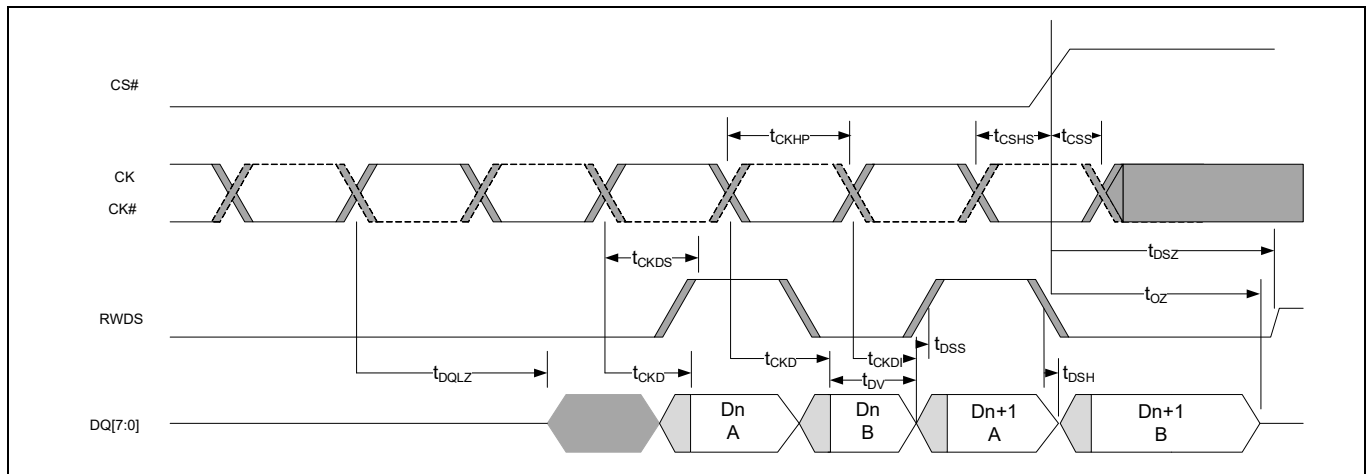 CS#
tCKHP
tCSHS
tCSS
CK
CK#
tCKDS
tDSZ
tOZ
RWDS
tDSS
tDQLZ
tCKD
tCKD
tCKDI
tDV
tDSH
DQ[7:0]
Dn
A
Dn
B
Dn+1
A
Dn+1
B